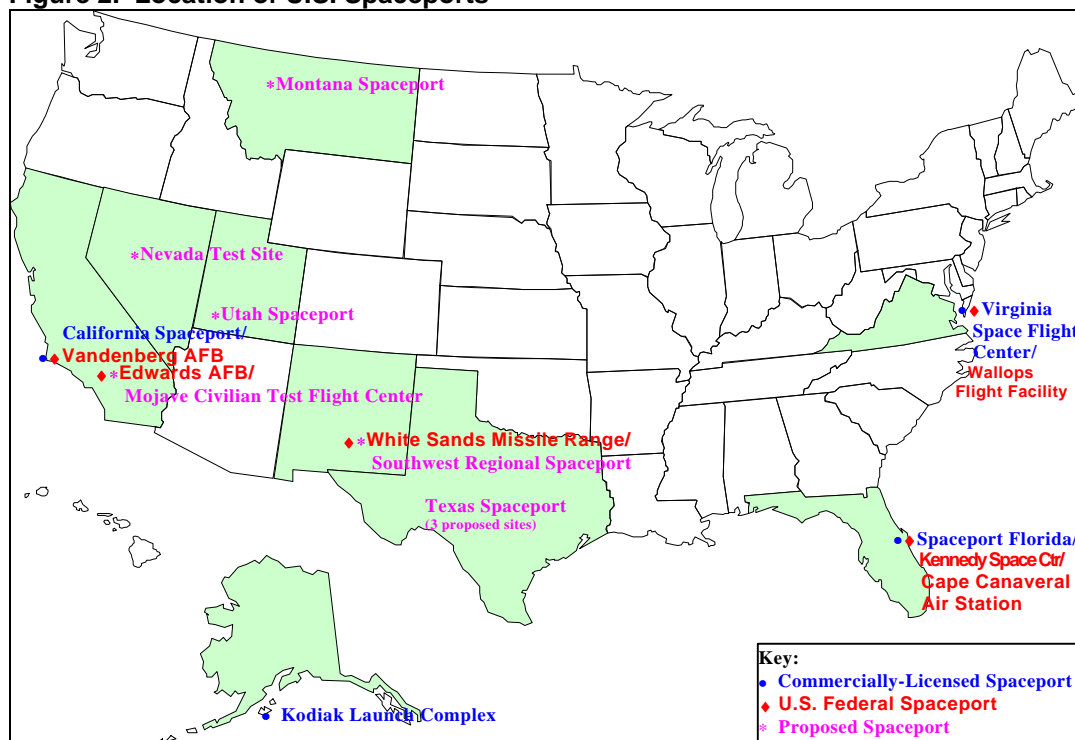 Figure 2.  Location of U.S. Spaceports
*Montana Spaceport
*Nevada Test Site
*Utah Spaceport
California Spaceport/
Vandenberg AFB
*Edwards AFB/
Mojave Civilian Test Flight Center
*White Sands Missile Range/
Southwest Regional Spaceport
Texas Spaceport
(3 proposed sites)
Virginia
Space Flight
Center/
Wallops
Flight Facility
Spaceport Florida/
Kennedy Space Ctr/
Cape Canaveral
Air Station
Kodiak Launch Complex
Key:
• Commercially-Licensed Spaceport
♦ U.S. Federal Spaceport
* Proposed Spaceport